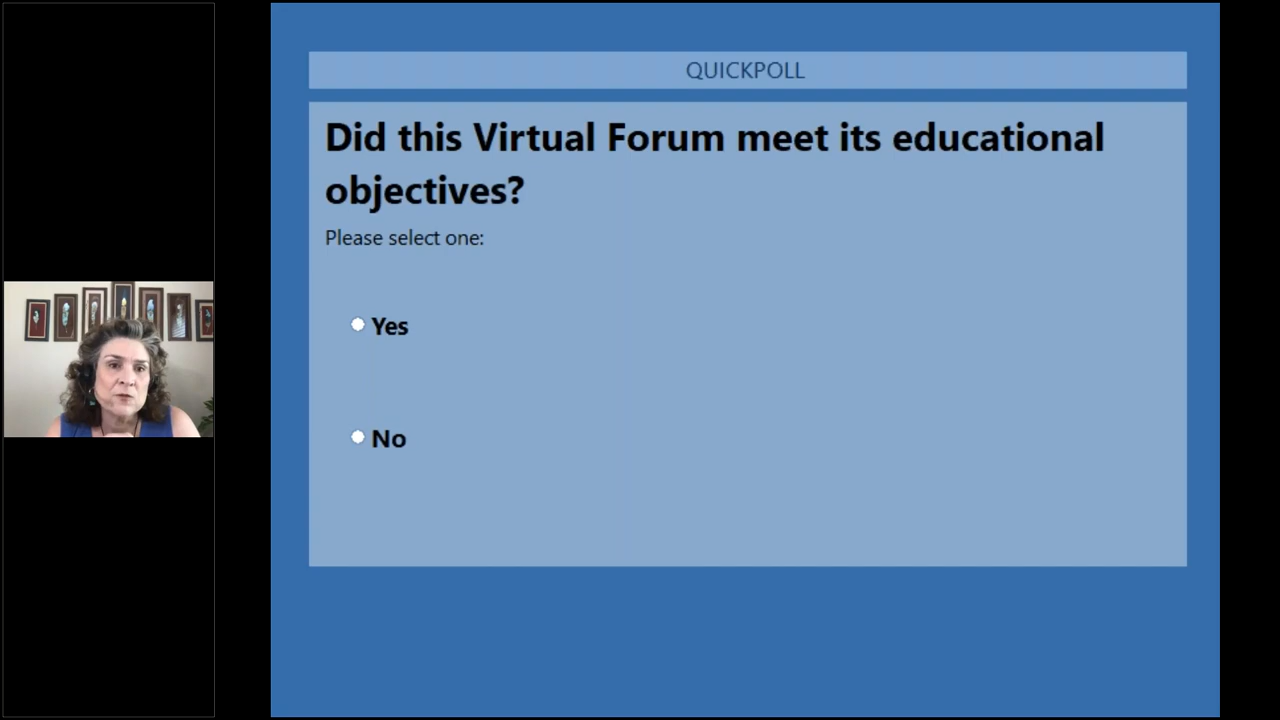 QUICKPOLL
Did this Virtual Forum meet its educational
objectives?
Please select one:
Yes
No